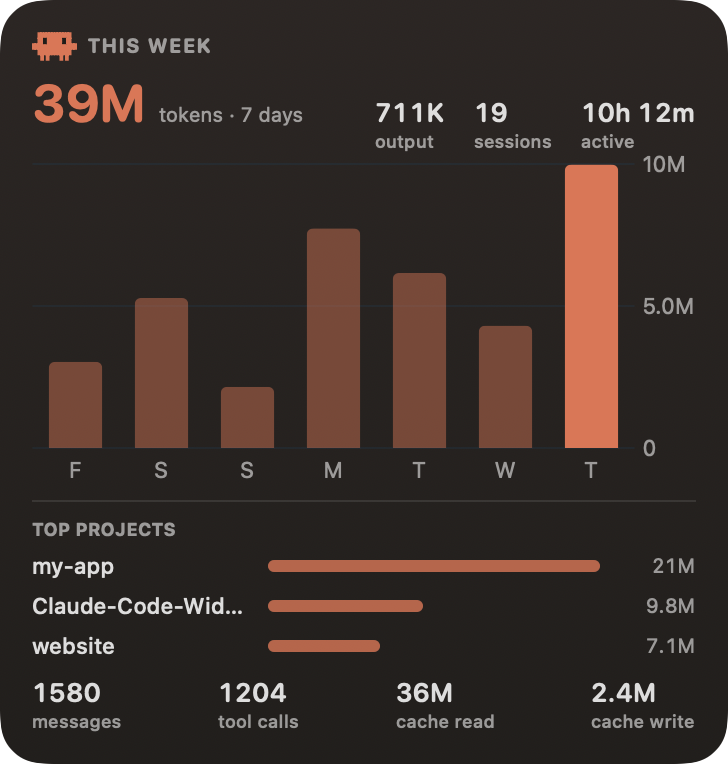 THIS WEEK
39M tokens · 7 days
711K 19 10h 12m
output sessions active
10M
5.0M
0
F S S M T W T
TOP PROJECTS
my-app 21M
Claude-Code-Wid... 9.8M
website 7.1M
1580 1204 36M 2.4M
messages tool calls cache read cache write